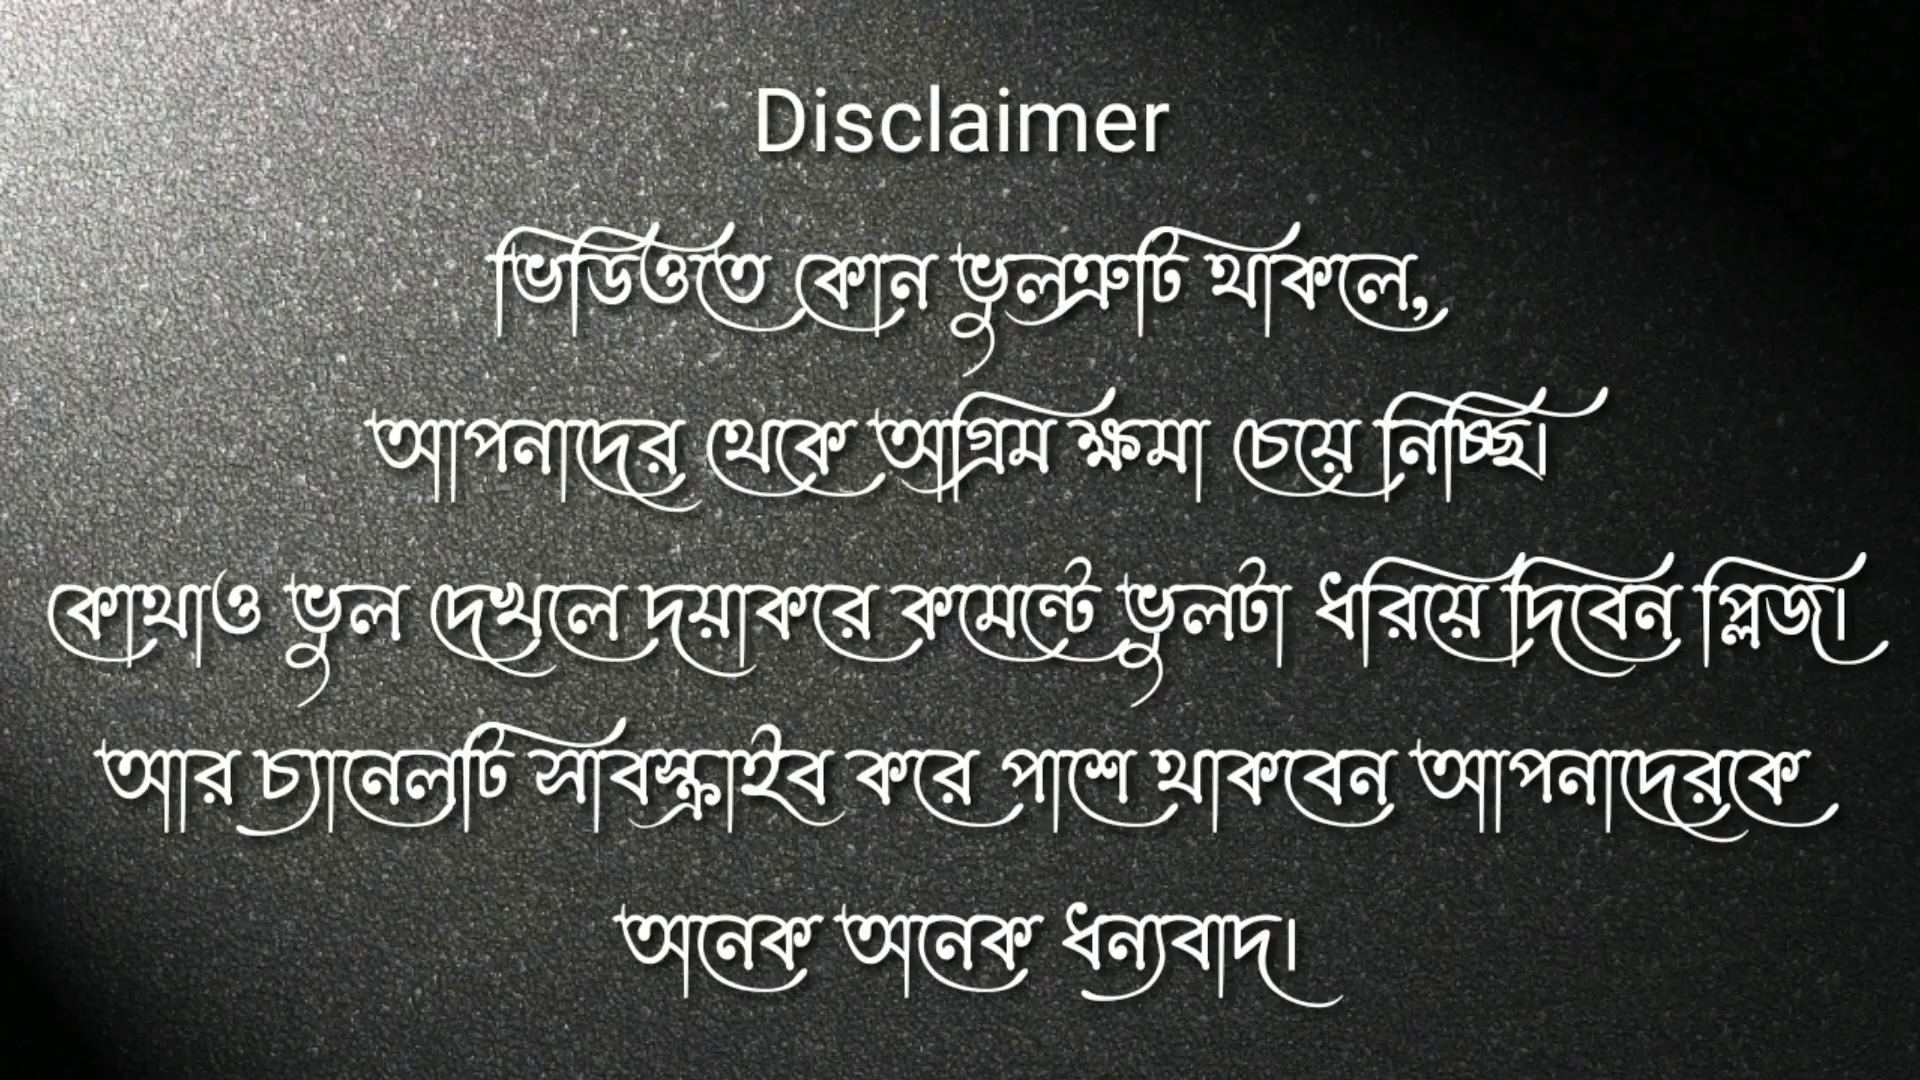 Disclaimer
ভিডিওতে কোন ভুলত্রুটি থাকলে,
আপনাদের থেকে অগ্রিম ক্ষমা চেয়ে নিচ্ছি।
কোথাও ভুল দেখলে দয়াকরে কমেন্টে ভুলটা ধরিয়ে দিবেন প্লিজ।
আর চ্যানেলটি সাবস্ক্রাইব করে পাশে থাকবেন আপনাদেরকে
অনেক অনেক ধন্যবাদ।